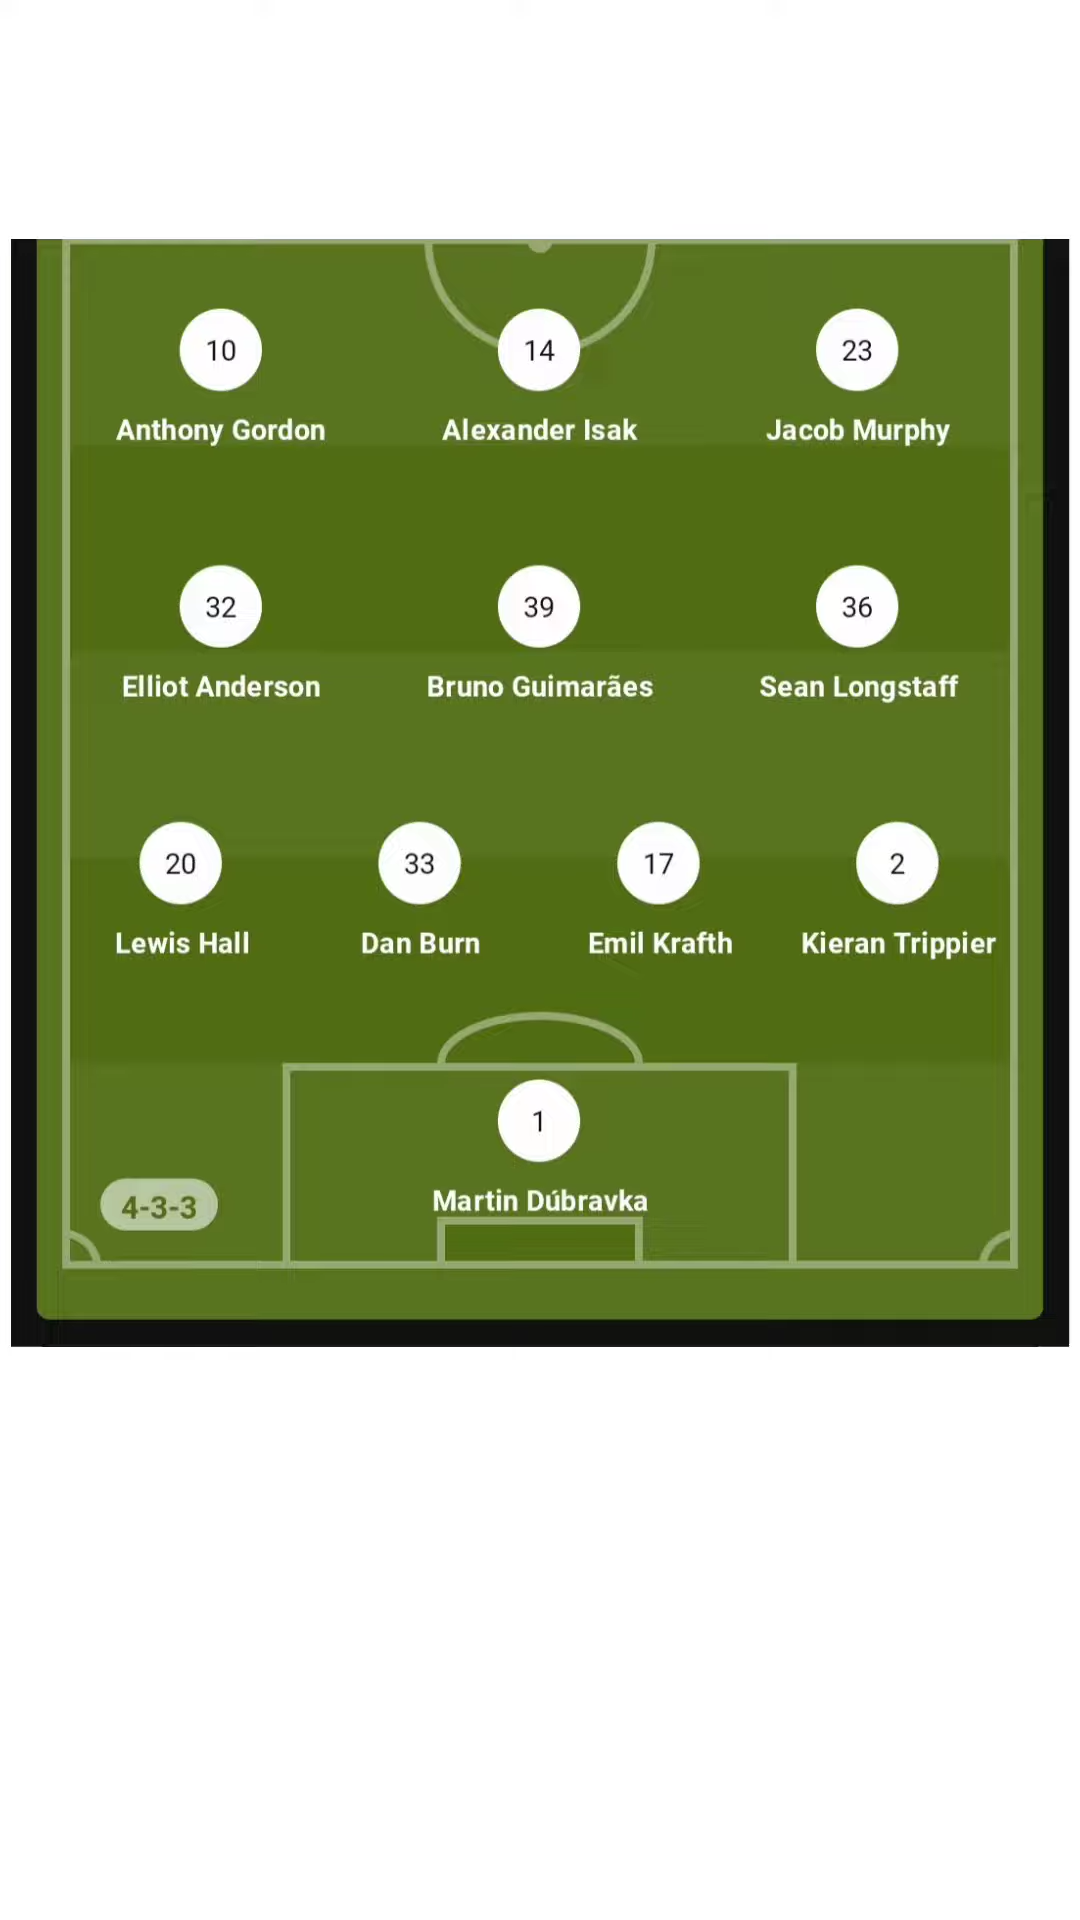 10 14 23
Anthony Gordon Alexander Isak Jacob Murphy
32 39 36
Elliot Anderson Bruno Guimarães Sean Longstaff
20 33 17 2
Lewis Hall Dan Burn Emil Krafth Kieran Trippier
1
Martin Dúbravka
4-3-3